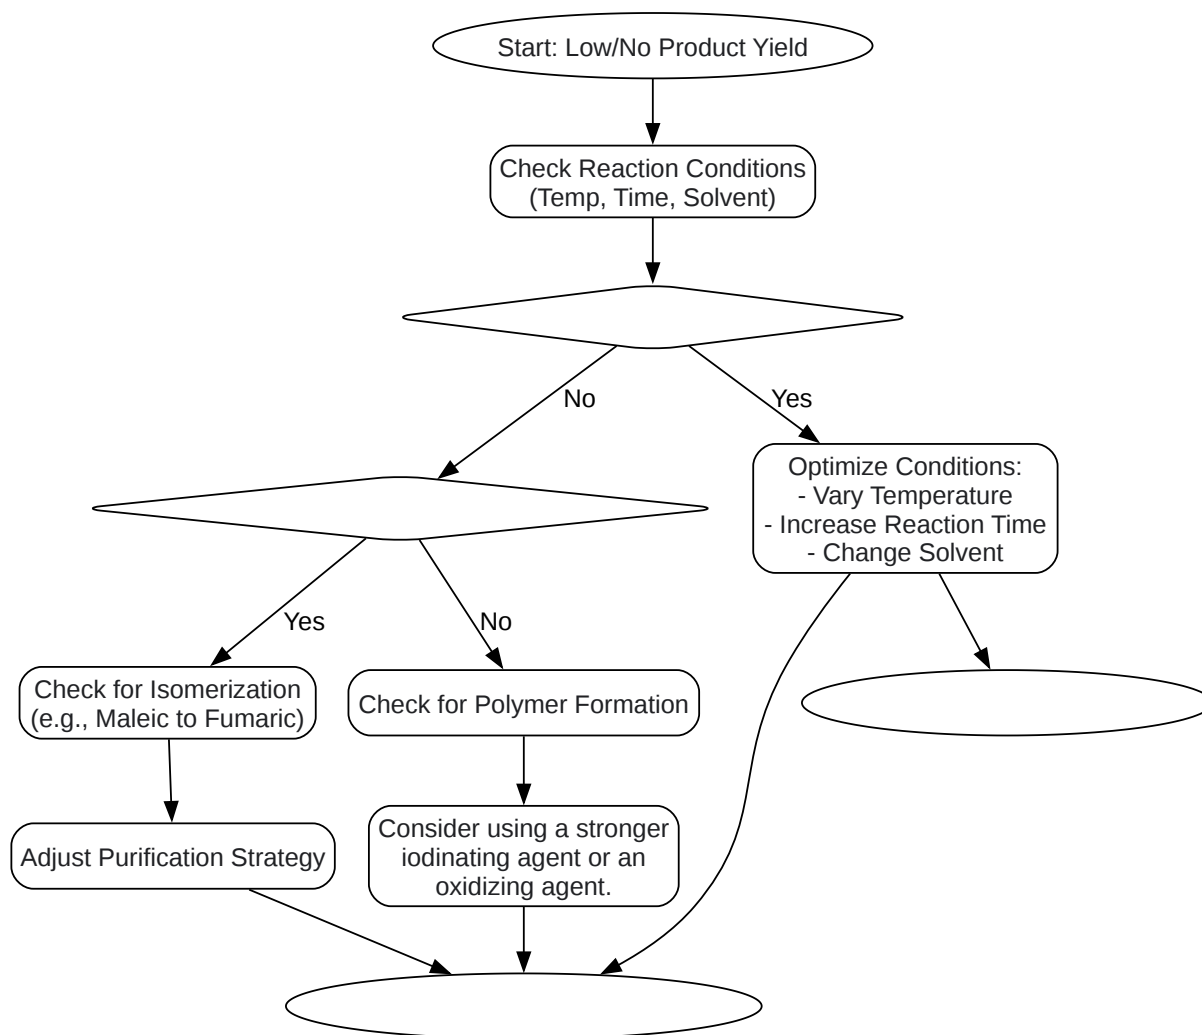 Start: Low/No Product Yield
Check Reaction Conditions
(Temp, Time, Solvent)
No
Yes
Optimize Conditions:
- Vary Temperature
- Increase Reaction Time
- Change Solvent
Yes
No
Check for Isomerization
(e.g., Maleic to Fumaric)
Check for Polymer Formation
Adjust Purification Strategy
Consider using a stronger
iodinating agent or an
oxidizing agent.